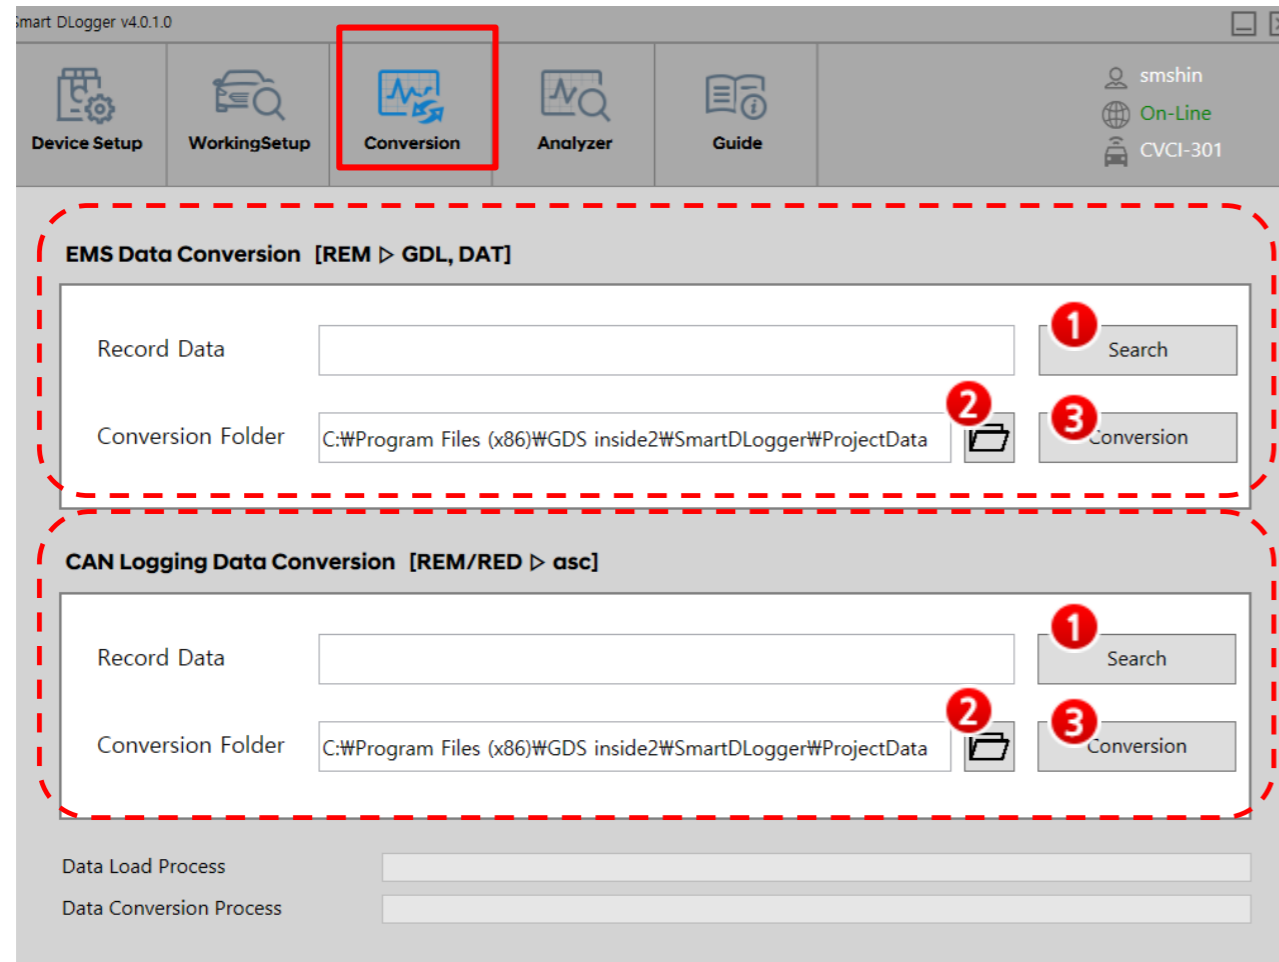 Smart DLogger v4.0.1.0
Device Setup
WorkingSetup
Conversion
Analyzer
Guide
smshin
On-Line
CVCI-301
EMS Data Conversion [REM ▷ GDL, DAT]
Record Data
1
Search
Conversion Folder
C:₩Program Files (x86)₩GDS inside2₩SmartDLogger₩ProjectData
2
3
Conversion
CAN Logging Data Conversion [REM/RED ▷ asc]
Record Data
1
Search
Conversion Folder
C:₩Program Files (x86)₩GDS inside2₩SmartDLogger₩ProjectData
2
3
Conversion
Data Load Process
Data Conversion Process